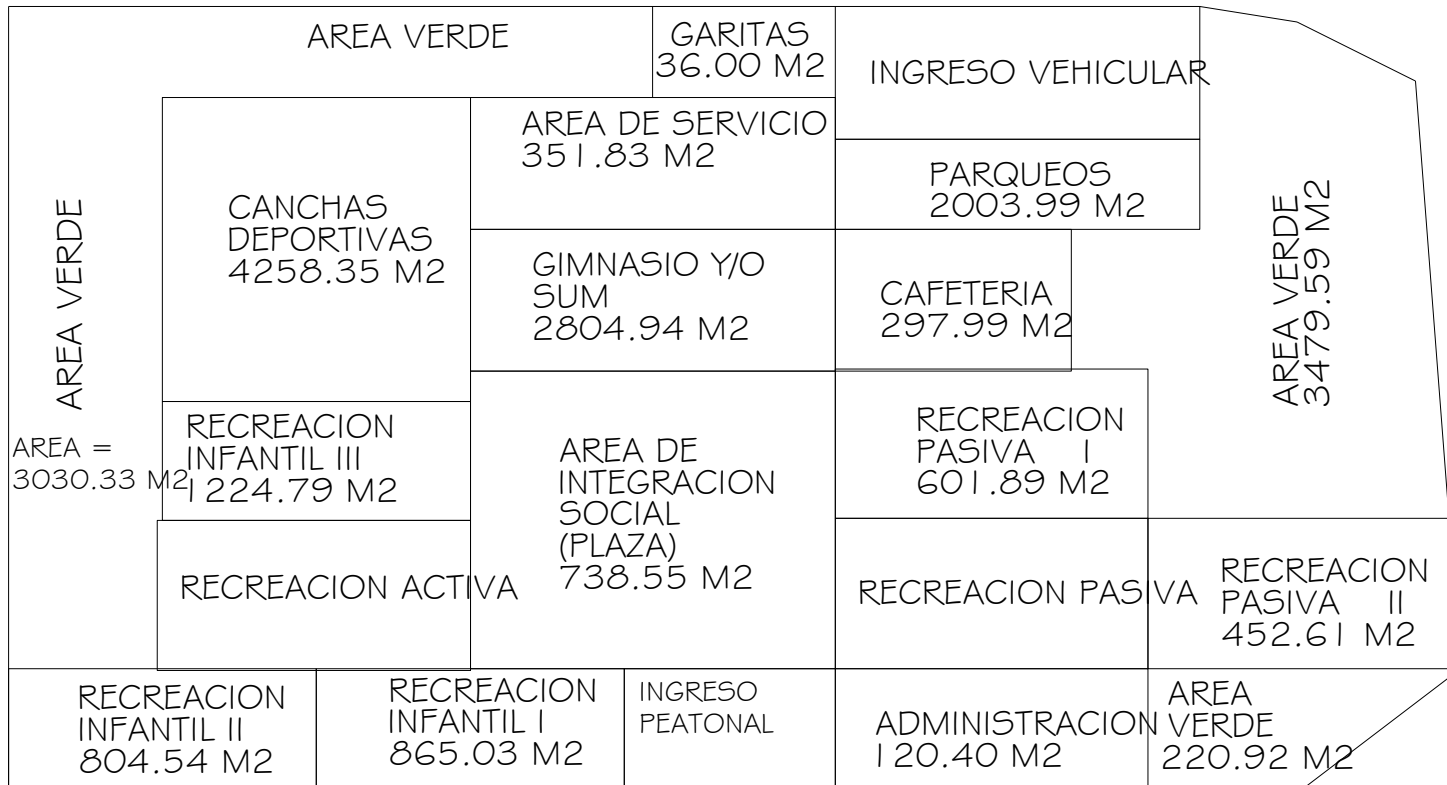 AREA VERDE
GARITAS
36.00 M2
INGRESO VEHICULAR
AREA DE SERVICIO
351.83 M2
PARQUEOS
2003.99 M2
AREA VERDE
CANCHAS
DEPORTIVAS
4258.35 M2
GIMNASIO Y/O
SUM
2804.94 M2
CAFETERIA
297.99 M2
AREA VERDE
3479.59 M2
AREA =
3030.33 M2
RECREACION
INFANTIL III
1224.79 M2
AREA DE
INTEGRACION
SOCIAL
(PLAZA)
738.55 M2
RECREACION
PASIVA I
601.89 M2
RECREACION ACTIVA
RECREACION PASIVA
RECREACION
PASIVA II
452.61 M2
RECREACION
INFANTIL II
804.54 M2
RECREACION
INFANTIL I
865.03 M2
INGRESO
PEATONAL
ADMINISTRACION
120.40 M2
AREA
VERDE
220.92 M2